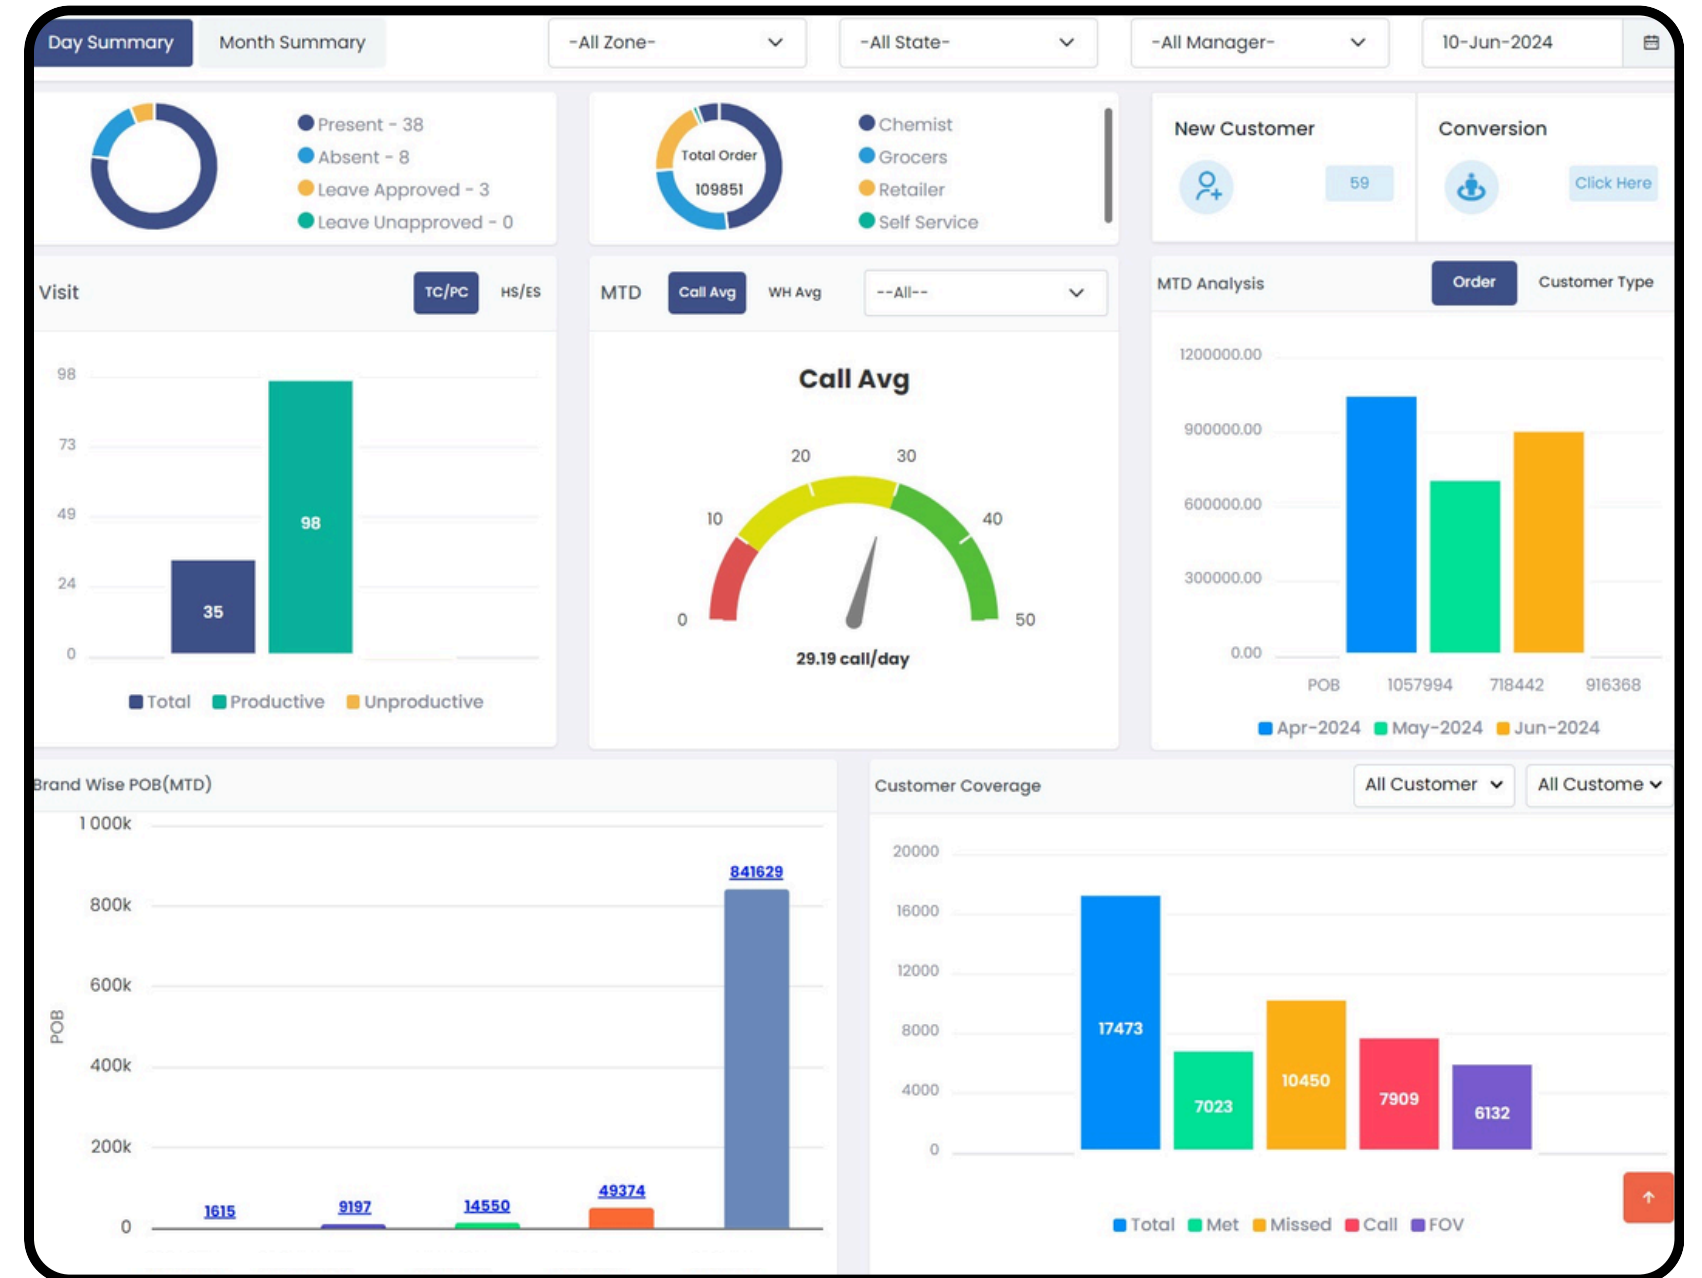 Day Summary
Month Summary
-All Zone-
-All State-
-All Manager-
10-Jun-2024
Present - 38
Absent - 8
Leave Approved - 3
Leave Unapproved - 0
Total Order
109851
Chemist
Grocers
Retailer
Self Service
New Customer
59
Conversion
Click Here
Visit
TC/PC
HS/ES
98
73
49
24
0
35
98
Total
Productive
Unproductive
MTD
Call Avg
WH Avg
--All--
Call Avg
0
10
20
30
40
50
29.19 call/day
MTD Analysis
Order
Customer Type
1200000.00
900000.00
600000.00
300000.00
0.00
POB
1057994
718442
916368
Apr-2024
May-2024
Jun-2024
Brand Wise POB(MTD)
1 000k
800k
600k
400k
200k
0
POB
1615
9197
14550
49374
841629
Customer Coverage
All Customer
All Custome
20000
16000
12000
8000
4000
0
17473
7023
10450
7909
6132
Total
Met
Missed
Call
FOV